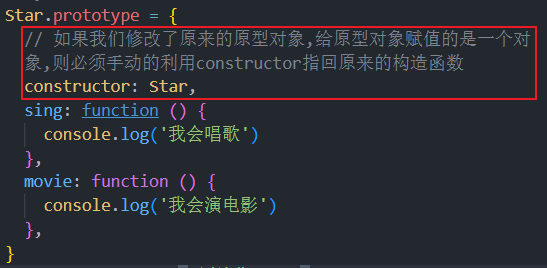 Star.prototype = {
// 如果我们修改了原来的原型对象,给原型对象赋值的是一个对
象,则必须手动的利用constructor指回原来的构造函数
constructor: Star,
sing: function () {
console.log('我会唱歌')
},
movie: function () {
console.log('我会演电影')
},
}